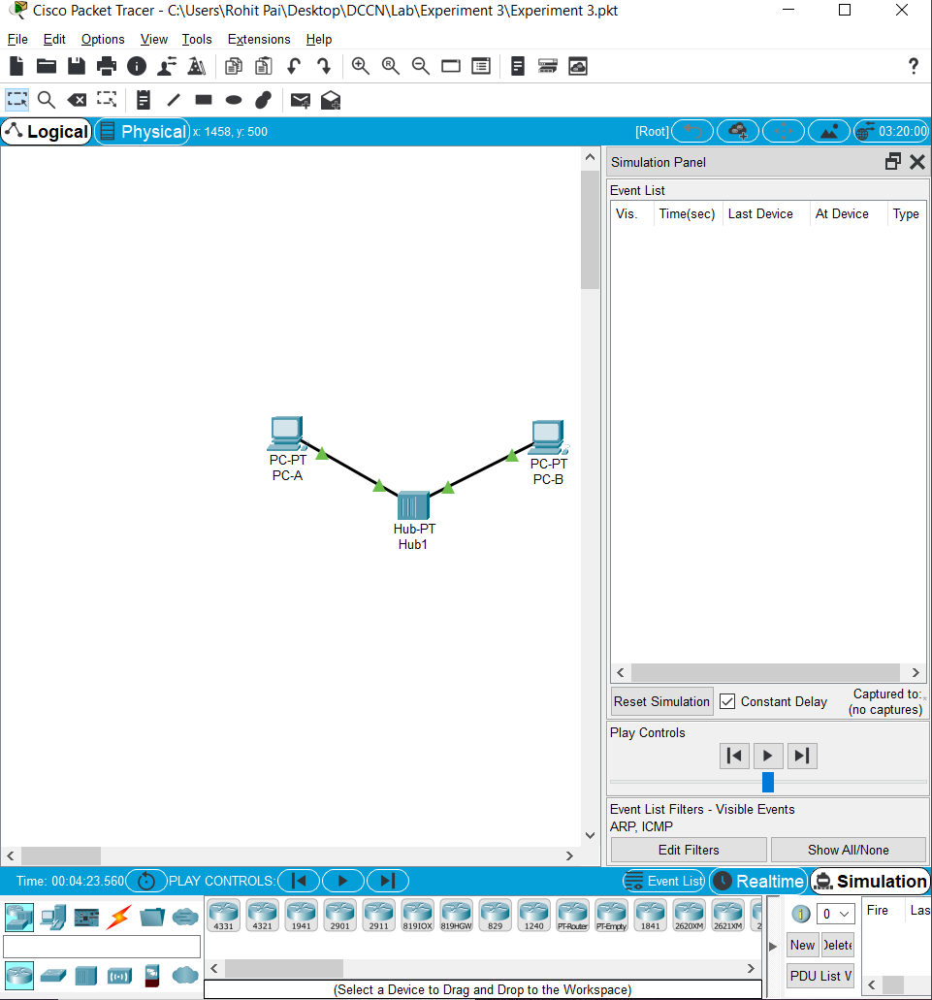 Cisco Packet Tracer - C:\Users\Rohit Pai\Desktop\DCCN\Lab\Experiment 3\Experiment 3.pkt
File Edit Options View Tools Extensions Help
Logical Physical x: 1458, y: 500 [Root] 03:20:00
Simulation Panel
Event List
Vis. Time(sec) Last Device At Device Type
PC-PT
PC-A
PC-PT
PC-B
Hub-PT
Hub1
Reset Simulation Constant Delay Captured to:
(no captures)
Play Controls
Event List Filters - Visible Events
ARP, ICMP
Edit Filters Show All/None
Time: 00:04:23.560 PLAY CONTROLS: Event List Realtime Simulation
4331 4321 1941 2901 2911 819IOX 819HGW 829 1240 PT-Router PT-Empty 1841 2620XM 2621XM 2
0 Fire Las
New Delete
PDU List W
(Select a Device to Drag and Drop to the Workspace)